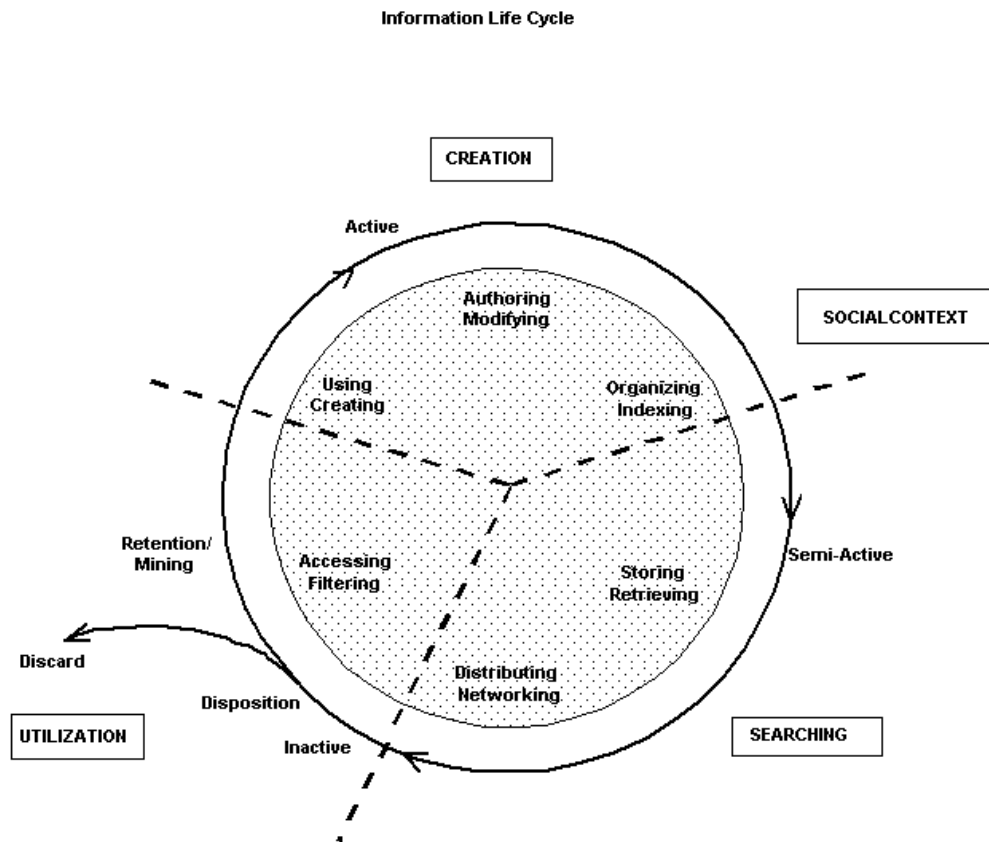 Information Life Cycle
CREATION
Active
Authoring
Modifying
SOCIALCONTEXT
Using
Creating
Organizing
Indexing
Retention/
Mining
Semi-Active
Accessing
Filtering
Storing
Retrieving
Discard
Disposition
Distributing
Networking
UTILIZATION
Inactive
SEARCHING